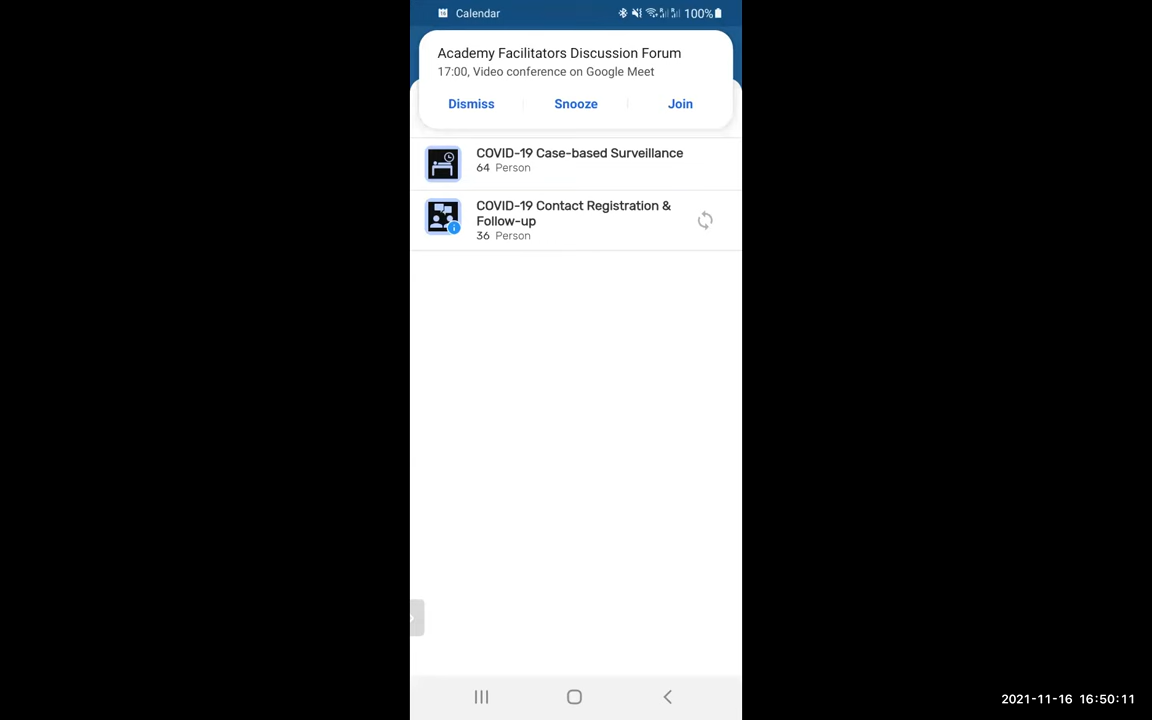 Calendar
100%
Academy Facilitators Discussion Forum
17:00, Video conference on Google Meet
Dismiss
Snooze
Join
COVID-19 Case-based Surveillance
64 Person
COVID-19 Contact Registration &
Follow-up
36 Person
2021-11-16 16:50:11